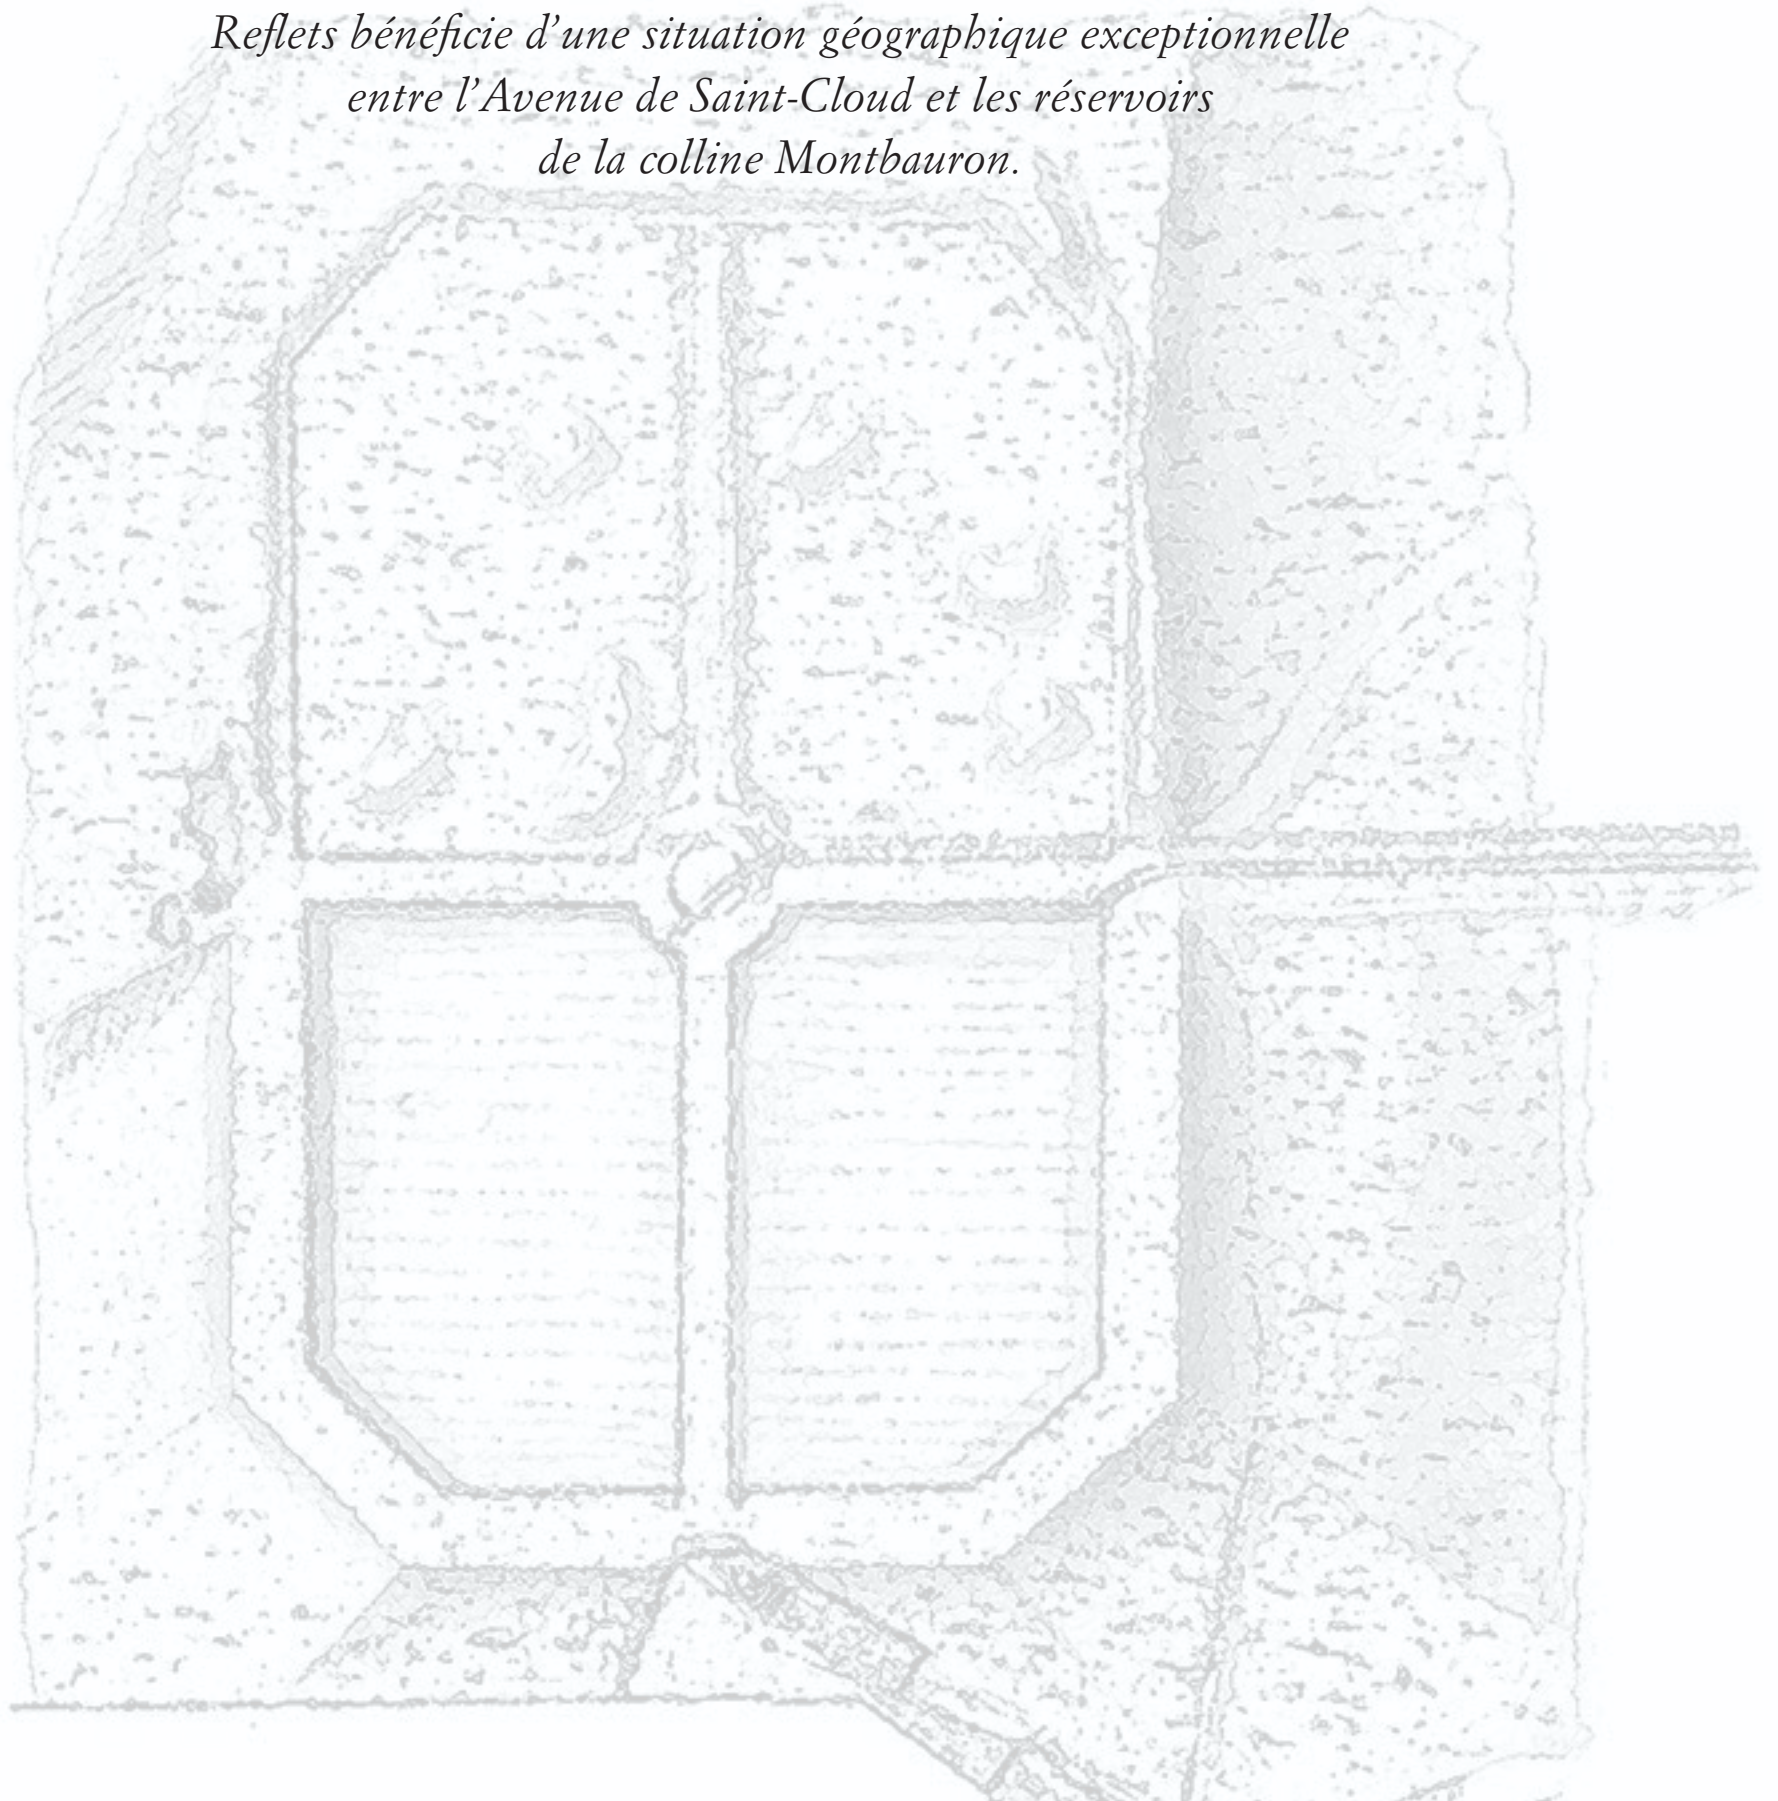 Reflets bénéficie d’une situation géographique exceptionnelle
entre l’Avenue de Saint-Cloud et les réservoirs
de la colline Montbauron.